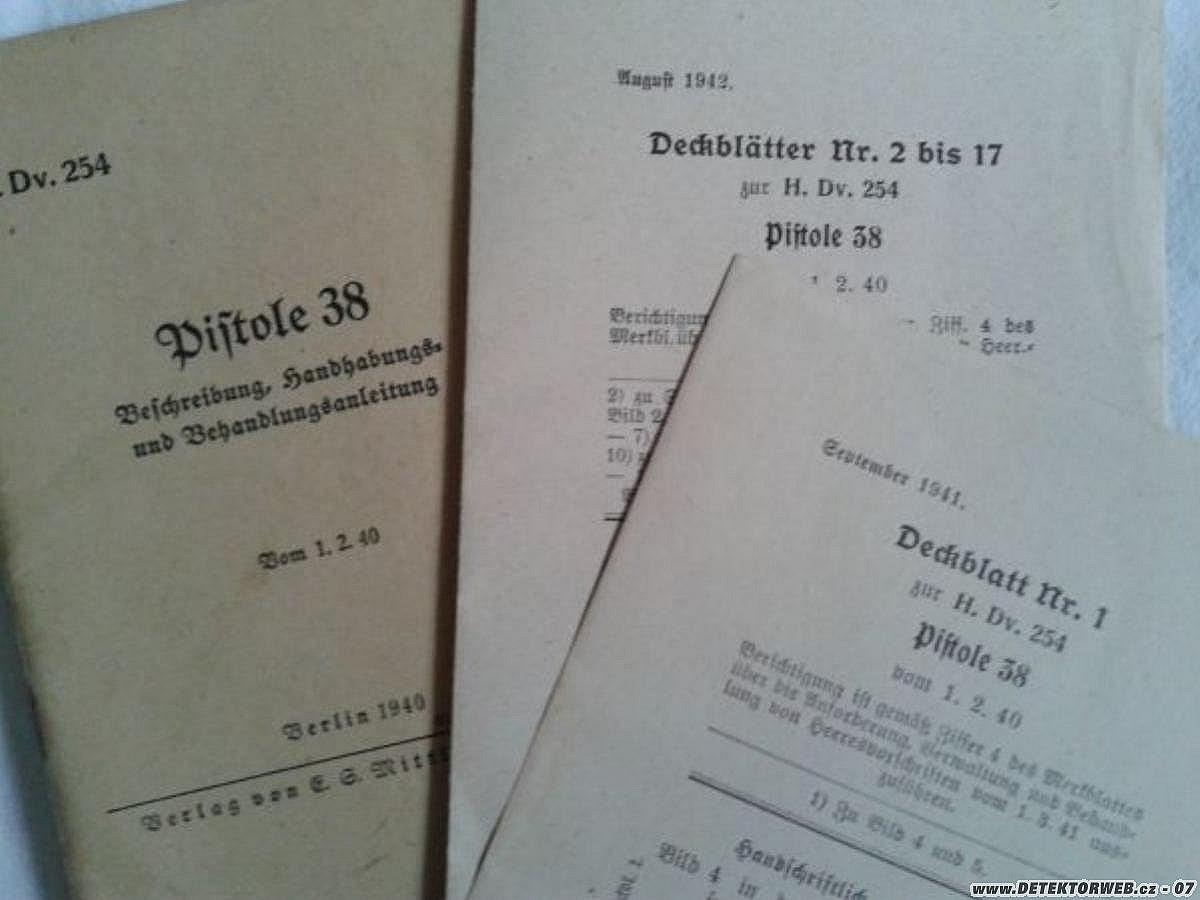 . Dv. 254
Pistole 38
Beschreibung, Handhabungs-
und Behandlungsanleitung
Vom 1. 2. 40
Berlin 1940
Verlag von E. S. Mitt
August 1942.
Deckblätter Nr. 2 bis 17
zur H. Dv. 254
Pistole 38
2. 40
Berichtigun
Ziff. 4 des
Merkbl. üb
Heer-
2) zu
Bild 2
— 7)
10)
—
September 1941.
Deckblatt Nr. 1
zur H. Dv. 254
Pistole 38
vom 1. 2. 40
Berichtigung ist gemäß Ziffer 4 des Merkblattes
über die Anforderung, Verwaltung und Behand-
lung von Heeresvorschriften vom 1. 3. 41 aus-
zuführen.
1) Zu Bild 4 und 5.
Handschriftlich
Bild 4 in
www.DETEKTORWEB.cz - 07